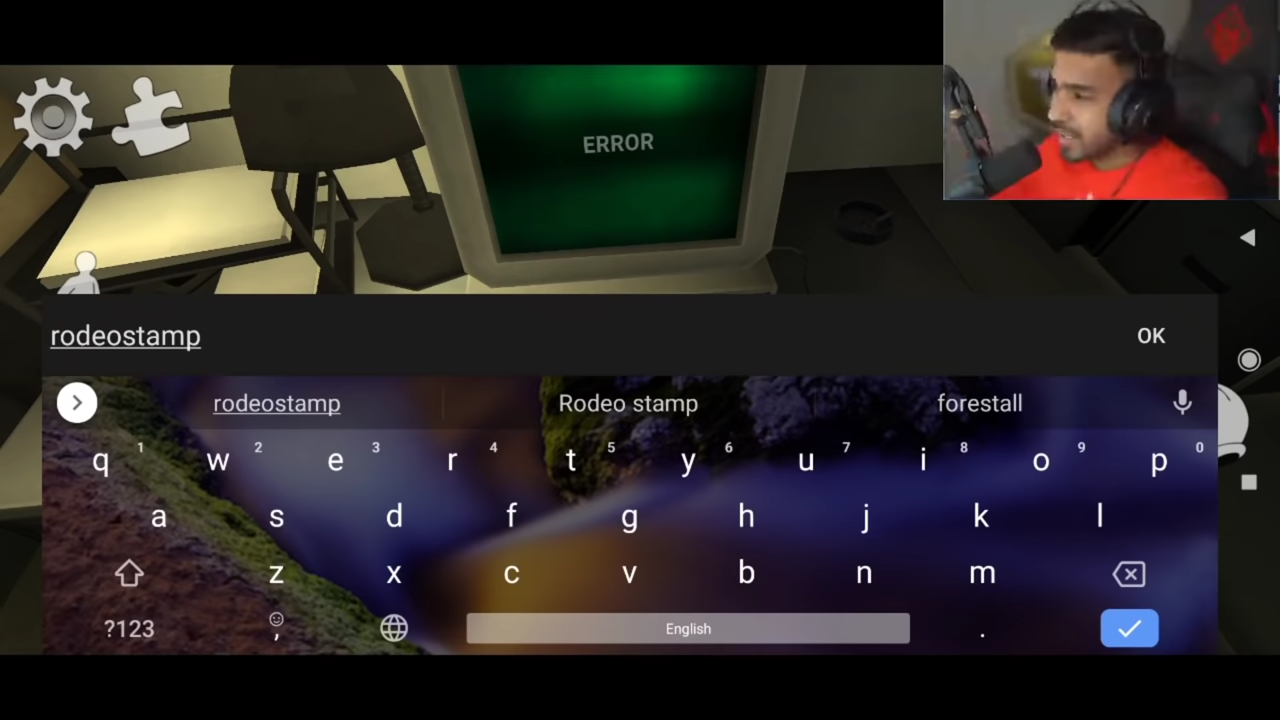 ERROR
rodeostamp
OK
rodeostamp Rodeo stamp forestall
1 2 3 4 5 6 7 8 9 0
q w e r t y u i o p
a s d f g h j k l
z x c v b n m
?123 , English .